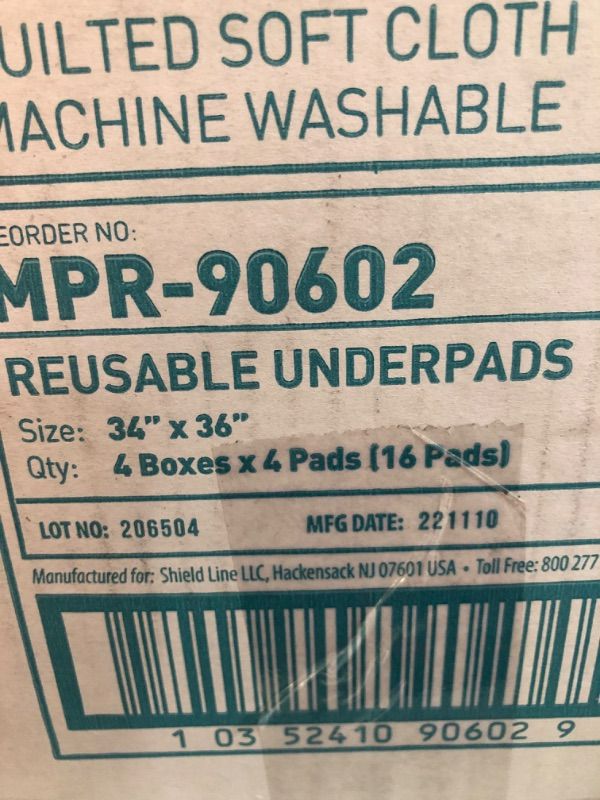 UILTED SOFT CLOTH
MACHINE WASHABLE
EORDER NO:
MPR-90602
REUSABLE UNDERPADS
Size: 34" x 36"
Qty: 4 Boxes x 4 Pads (16 Pads)
LOT NO: 206504 MFG DATE: 221110
Manufactured for: Shield Line LLC, Hackensack NJ 07601 USA • Toll Free: 800 277
1 03 52410 90602 9